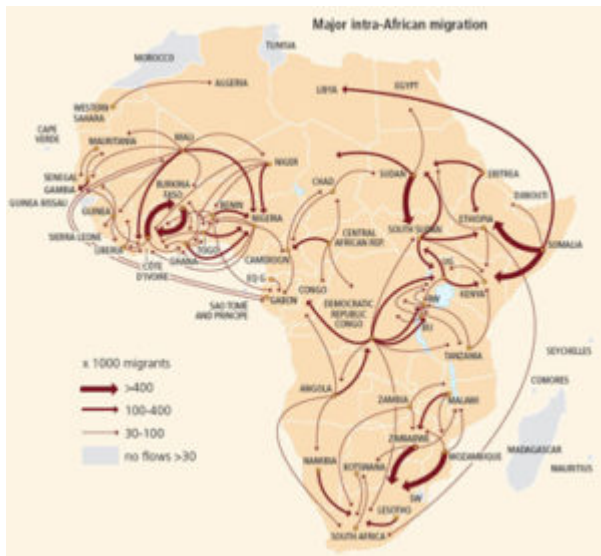 Major intra-African migration
TUNISIA
MOROCCO
ALGERIA
LIBYA
EGYPT
WESTERN
SAHARA
CAPE
VERDE
MAURITANIA
MALI
NIGER
SENEGAL
GAMBIA
GUINEA BISSAU
GUINEA
SIERRA LEONE
LIBERIA
BURKINA
FASO
BENIN
NIGERIA
TOGO
GHANA
CÔTE
D'IVOIRE
CHAD
SUDAN
ERITREA
DJIBOUTI
ETHIOPIA
SOMALIA
SOUTH SUDAN
CENTRAL
AFRICAN REP.
CAMEROON
EQ G
CONGO
GABON
SAO TOMÉ
AND PRINCIPE
DEMOCRATIC
REPUBLIC
CONGO
UG
KENYA
RW
BU
TANZANIA
SEYCHELLES
COMORES
x 1000 migrants
>400
100-400
30-100
no flows >30
ANGOLA
ZAMBIA
MALAWI
ZIMBABWE
MOZAMBIQUE
MADAGASCAR
MAURITIUS
NAMIBIA
BOTSWANA
SW
LESOTHO
SOUTH AFRICA